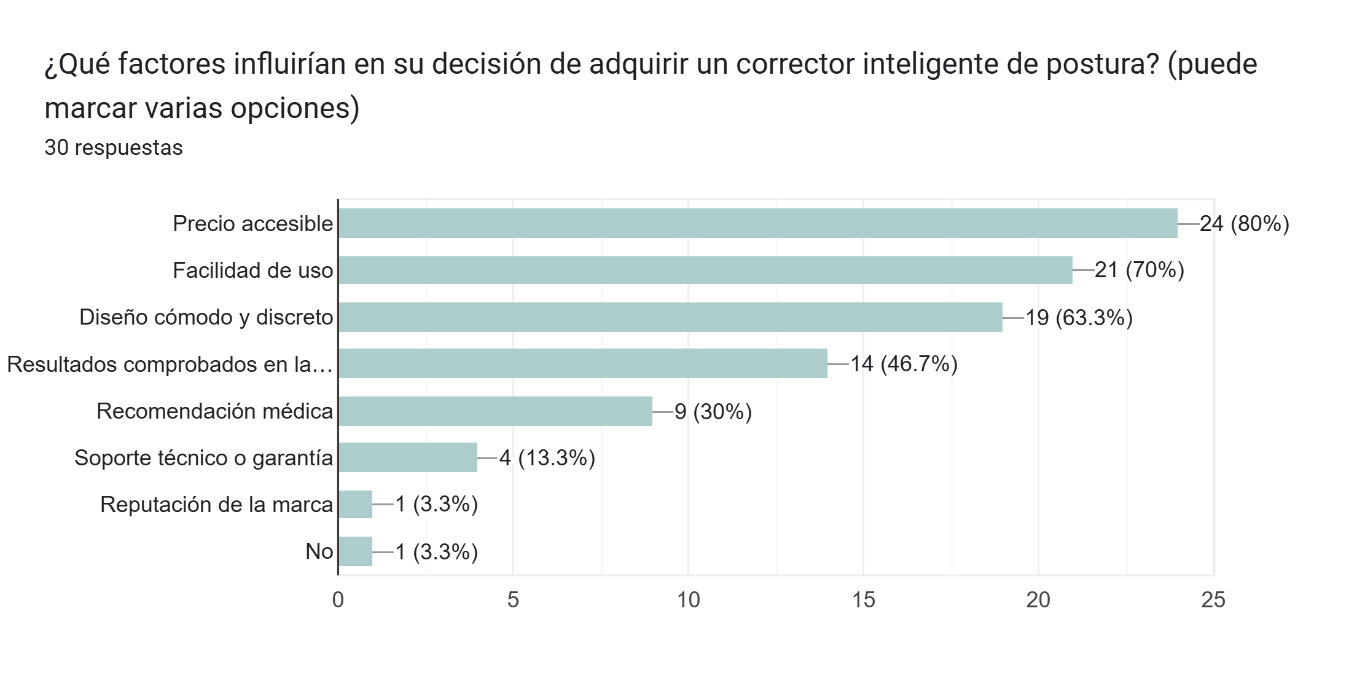 ¿Qué factores influirían en su decisión de adquirir un corrector inteligente de postura? (puede
marcar varias opciones)
30 respuestas
Precio accesible 24 (80%)
Facilidad de uso 21 (70%)
Diseño cómodo y discreto 19 (63.3%)
Resultados comprobados en la… 14 (46.7%)
Recomendación médica 9 (30%)
Soporte técnico o garantía 4 (13.3%)
Reputación de la marca 1 (3.3%)
No 1 (3.3%)
0 5 10 15 20 25